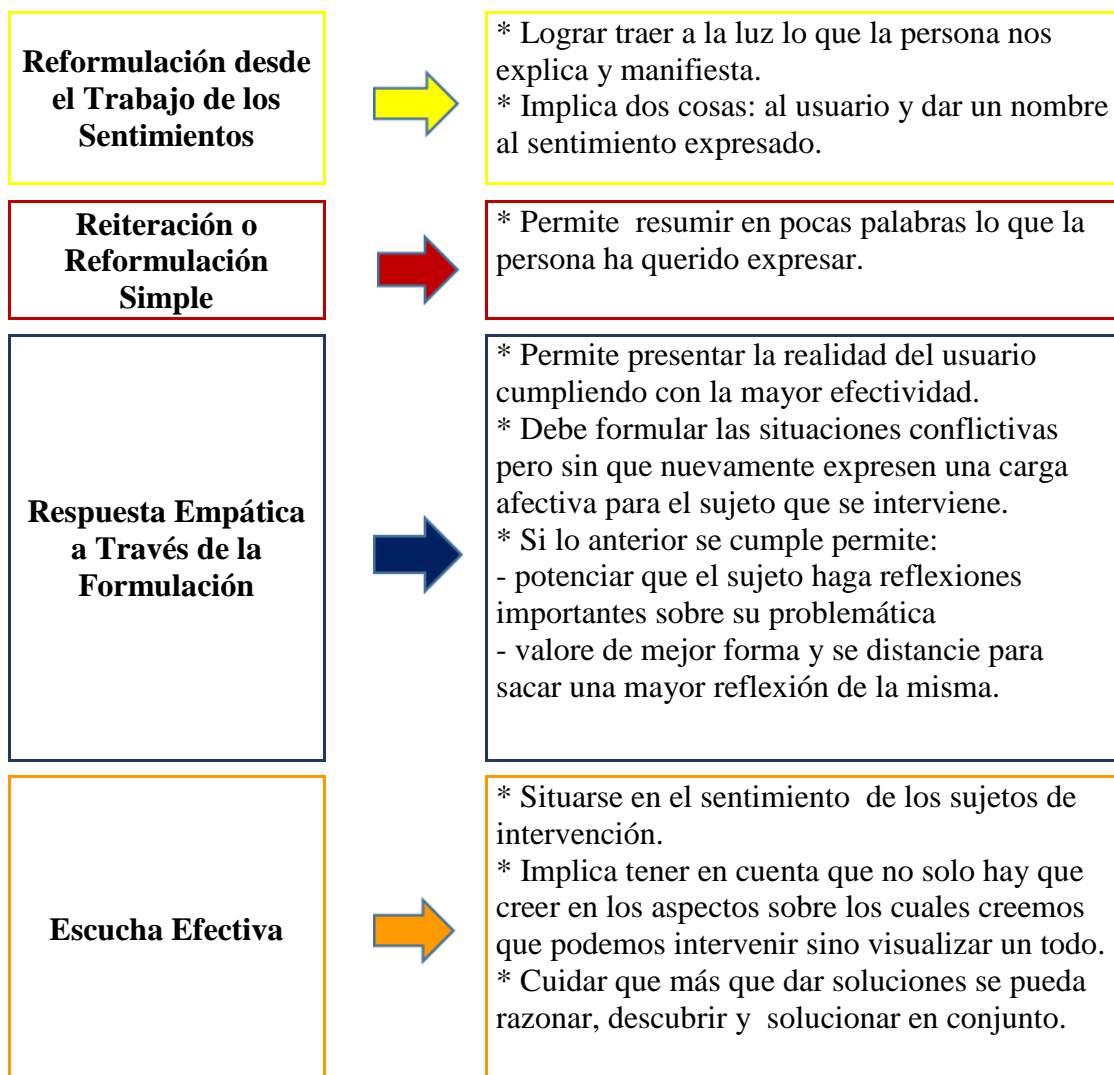 Reformulación desde
el Trabajo de los
Sentimientos
* Lograr traer a la luz lo que la persona nos
explica y manifiesta.
* Implica dos cosas: al usuario y dar un nombre
al sentimiento expresado.
Reiteración o
Reformulación
Simple
* Permite  resumir en pocas palabras lo que la
persona ha querido expresar.
Respuesta Empática
a Través de la
Formulación
* Permite presentar la realidad del usuario
cumpliendo con la mayor efectividad.
* Debe formular las situaciones conflictivas
pero sin que nuevamente expresen una carga
afectiva para el sujeto que se interviene.
* Si lo anterior se cumple permite:
- potenciar que el sujeto haga reflexiones
importantes sobre su problemática
- valore de mejor forma y se distancie para
sacar una mayor reflexión de la misma.
Escucha Efectiva
* Situarse en el sentimiento  de los sujetos de
intervención.
* Implica tener en cuenta que no solo hay que
creer en los aspectos sobre los cuales creemos
que podemos intervenir sino visualizar un todo.
* Cuidar que más que dar soluciones se pueda
razonar, descubrir y  solucionar en conjunto.